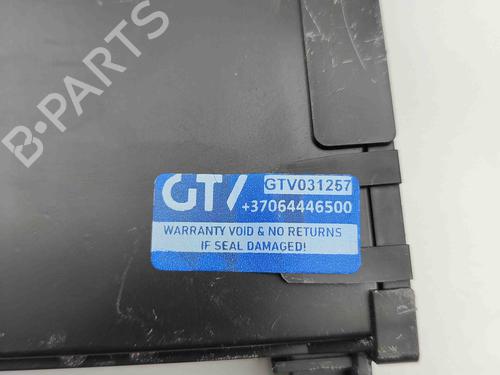 B-PARTS
GTV
GTV031257
+37064446500
WARRANTY VOID & NO RETURNS
IF SEAL DAMAGED!